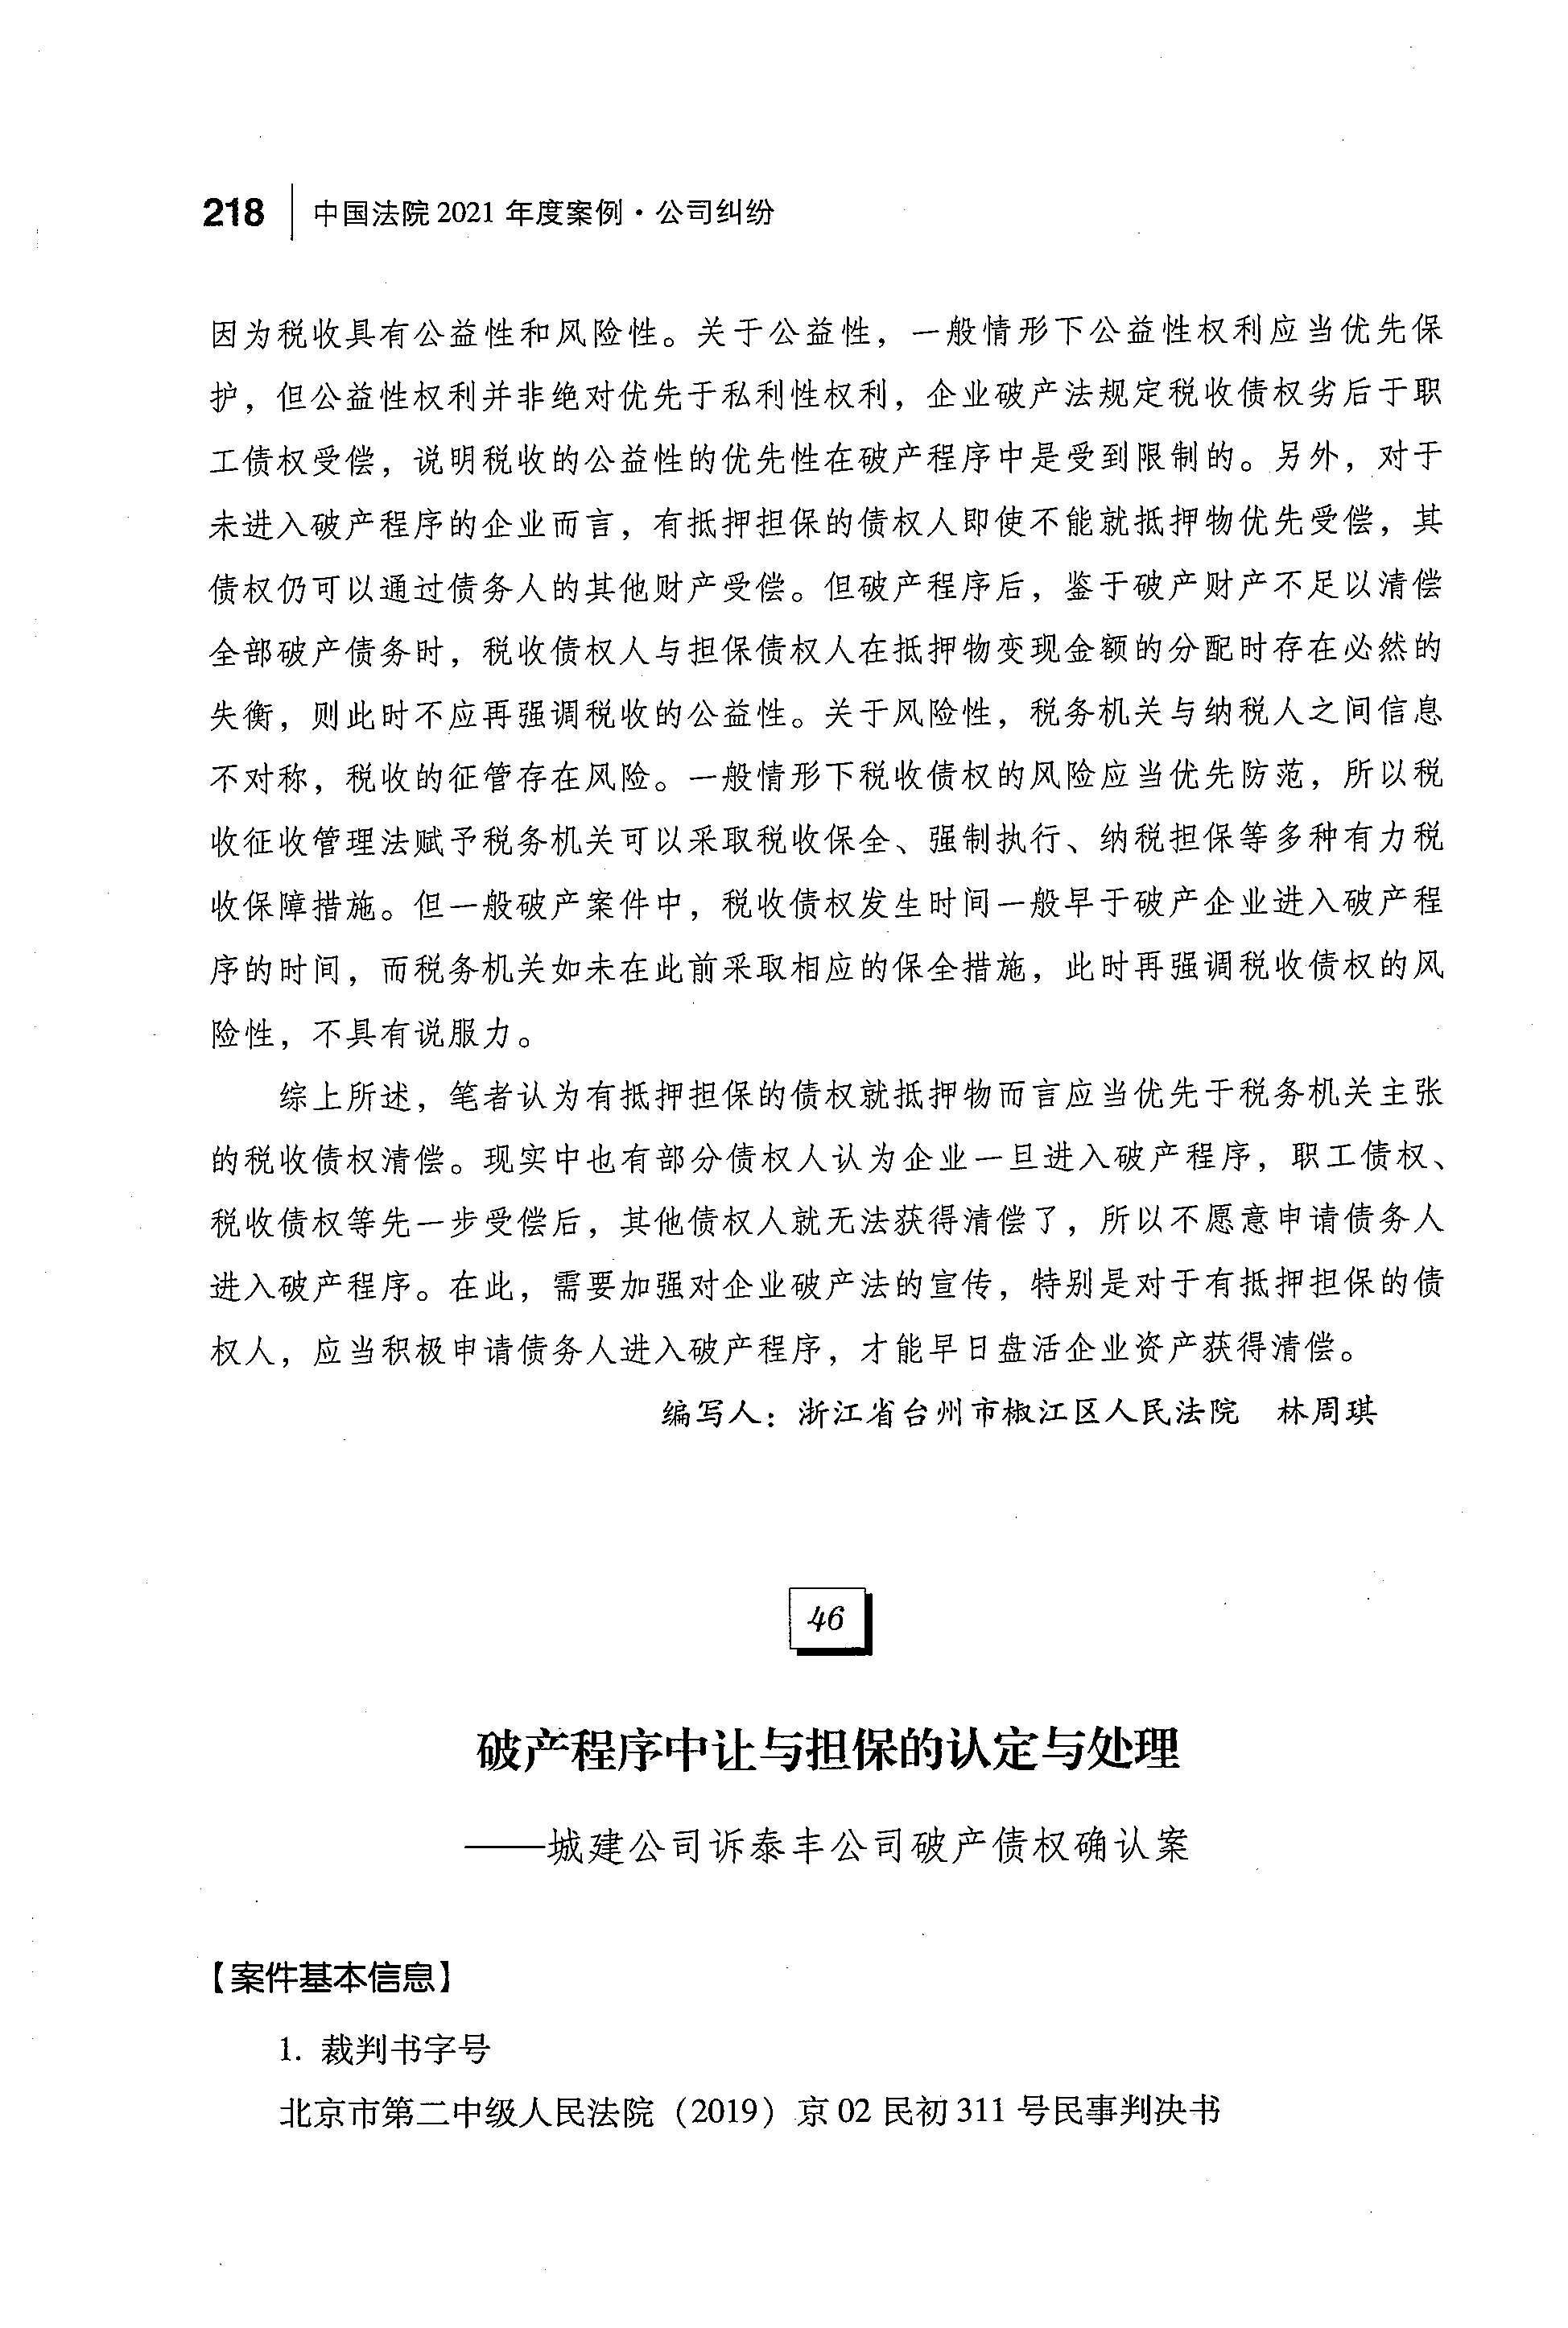 218 中国法院2021年度案例·公司纠纷
因为税收具有公益性和风险性。关于公益性，一般情形下公益性权利应当优先保
护，但公益性权利并非绝对优先于私利性权利，企业破产法规定税收债权劣后于职
工债权受偿，说明税收的公益性的优先性在破产程序中是受到限制的。另外，对于
未进入破产程序的企业而言，有抵押担保的债权人即使不能就抵押物优先受偿，其
债权仍可以通过债务人的其他财产受偿。但破产程序后，鉴于破产财产不足以清偿
全部破产债务时，税收债权人与担保债权人在抵押物变现金额的分配时存在必然的
失衡，则此时不应再强调税收的公益性。关于风险性，税务机关与纳税人之间信息
不对称，税收的征管存在风险。一般情形下税收债权的风险应当优先防范，所以税
收征收管理法赋予税务机关可以采取税收保全、强制执行、纳税担保等多种有力税
收保障措施。但一般破产案件中，税收债权发生时间一般早于破产企业进入破产程
序的时间，而税务机关如未在此前采取相应的保全措施，此时再强调税收债权的风
险性，不具有说服力。
综上所述，笔者认为有抵押担保的债权就抵押物而言应当优先于税务机关主张
的税收债权清偿。现实中也有部分债权人认为企业一旦进入破产程序，职工债权、
税收债权等先一步受偿后，其他债权人就无法获得清偿了，所以不愿意申请债务人
进入破产程序。在此，需要加强对企业破产法的宣传，特别是对于有抵押担保的债
权人，应当积极申请债务人进入破产程序，才能早日盘活企业资产获得清偿。
编写人：浙江省台州市椒江区人民法院 林周琪
46
破产程序中让与担保的认定与处理
——城建公司诉泰丰公司破产债权确认案
【案件基本信息】
1. 裁判书字号
北京市第二中级人民法院（2019）京02民初311号民事判决书